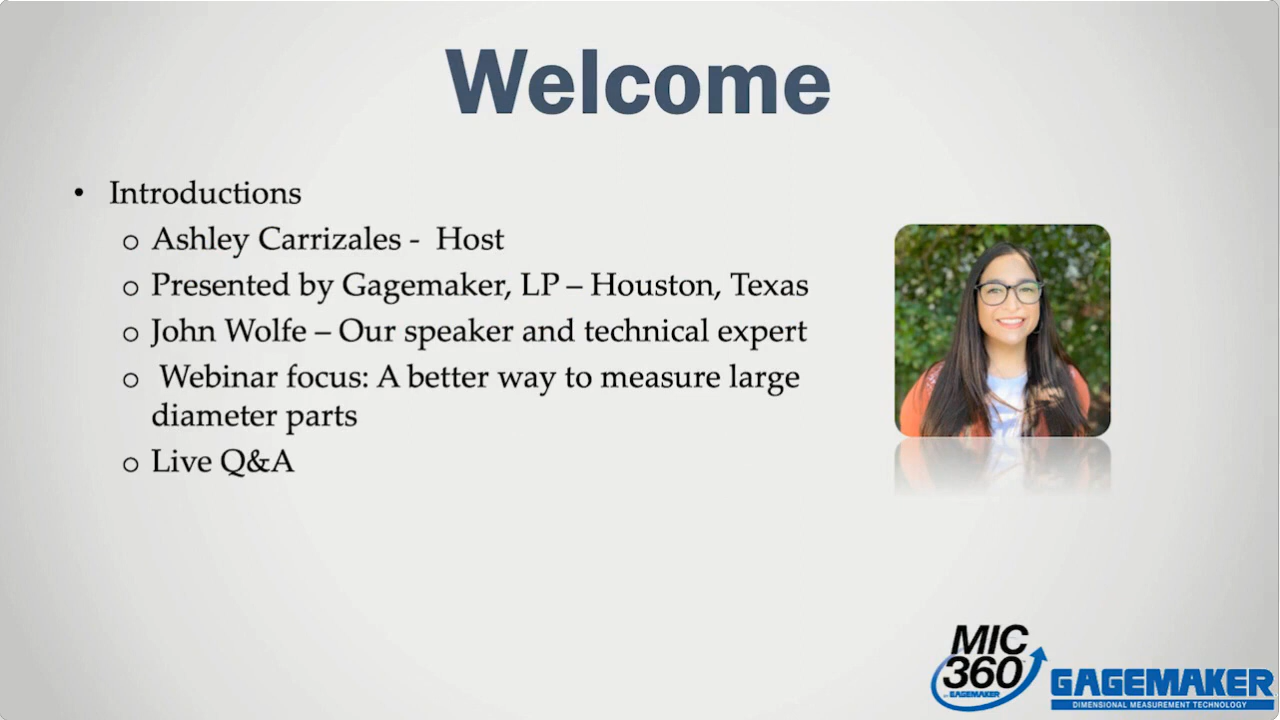 Welcome
• Introductions
o Ashley Carrizales -  Host
o Presented by Gagemaker, LP – Houston, Texas
o John Wolfe – Our speaker and technical expert
o Webinar focus: A better way to measure large
diameter parts
o Live Q&A
MIC
360
BY GAGEMAKER
GAGEMAKER
DIMENSIONAL MEASUREMENT TECHNOLOGY